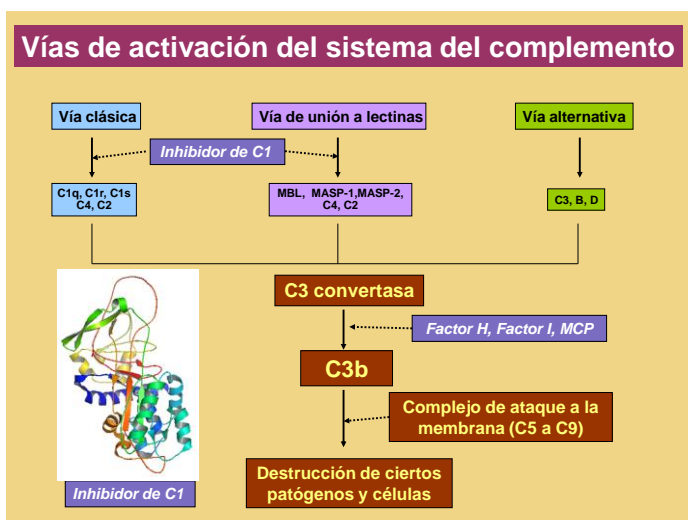 Vías de activación del sistema del complemento
Vía clásica
Vía de unión a lectinas
Vía alternativa
Inhibidor de C1
C1q, C1r, C1s
C4, C2
MBL, MASP-1,MASP-2,
C4, C2
C3, B, D
C3 convertasa
Factor H, Factor I, MCP
C3b
Complejo de ataque a la
membrana (C5 a C9)
Destrucción de ciertos
patógenos y células
Inhibidor de C1